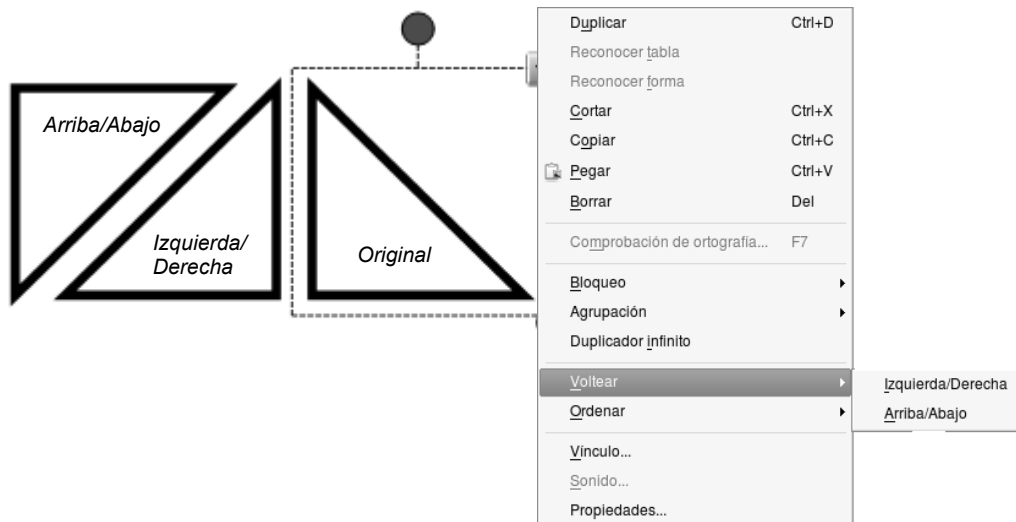 Arriba/Abajo
Izquierda/
Derecha
Original
Duplicar Ctrl+D
Reconocer tabla
Reconocer forma
Cortar Ctrl+X
Copiar Ctrl+C
Pegar Ctrl+V
Borrar Del
Comprobación de ortografía... F7
Bloqueo
Agrupación
Duplicador infinito
Voltear
Izquierda/Derecha
Ordenar
Arriba/Abajo
Vínculo...
Sonido...
Propiedades...